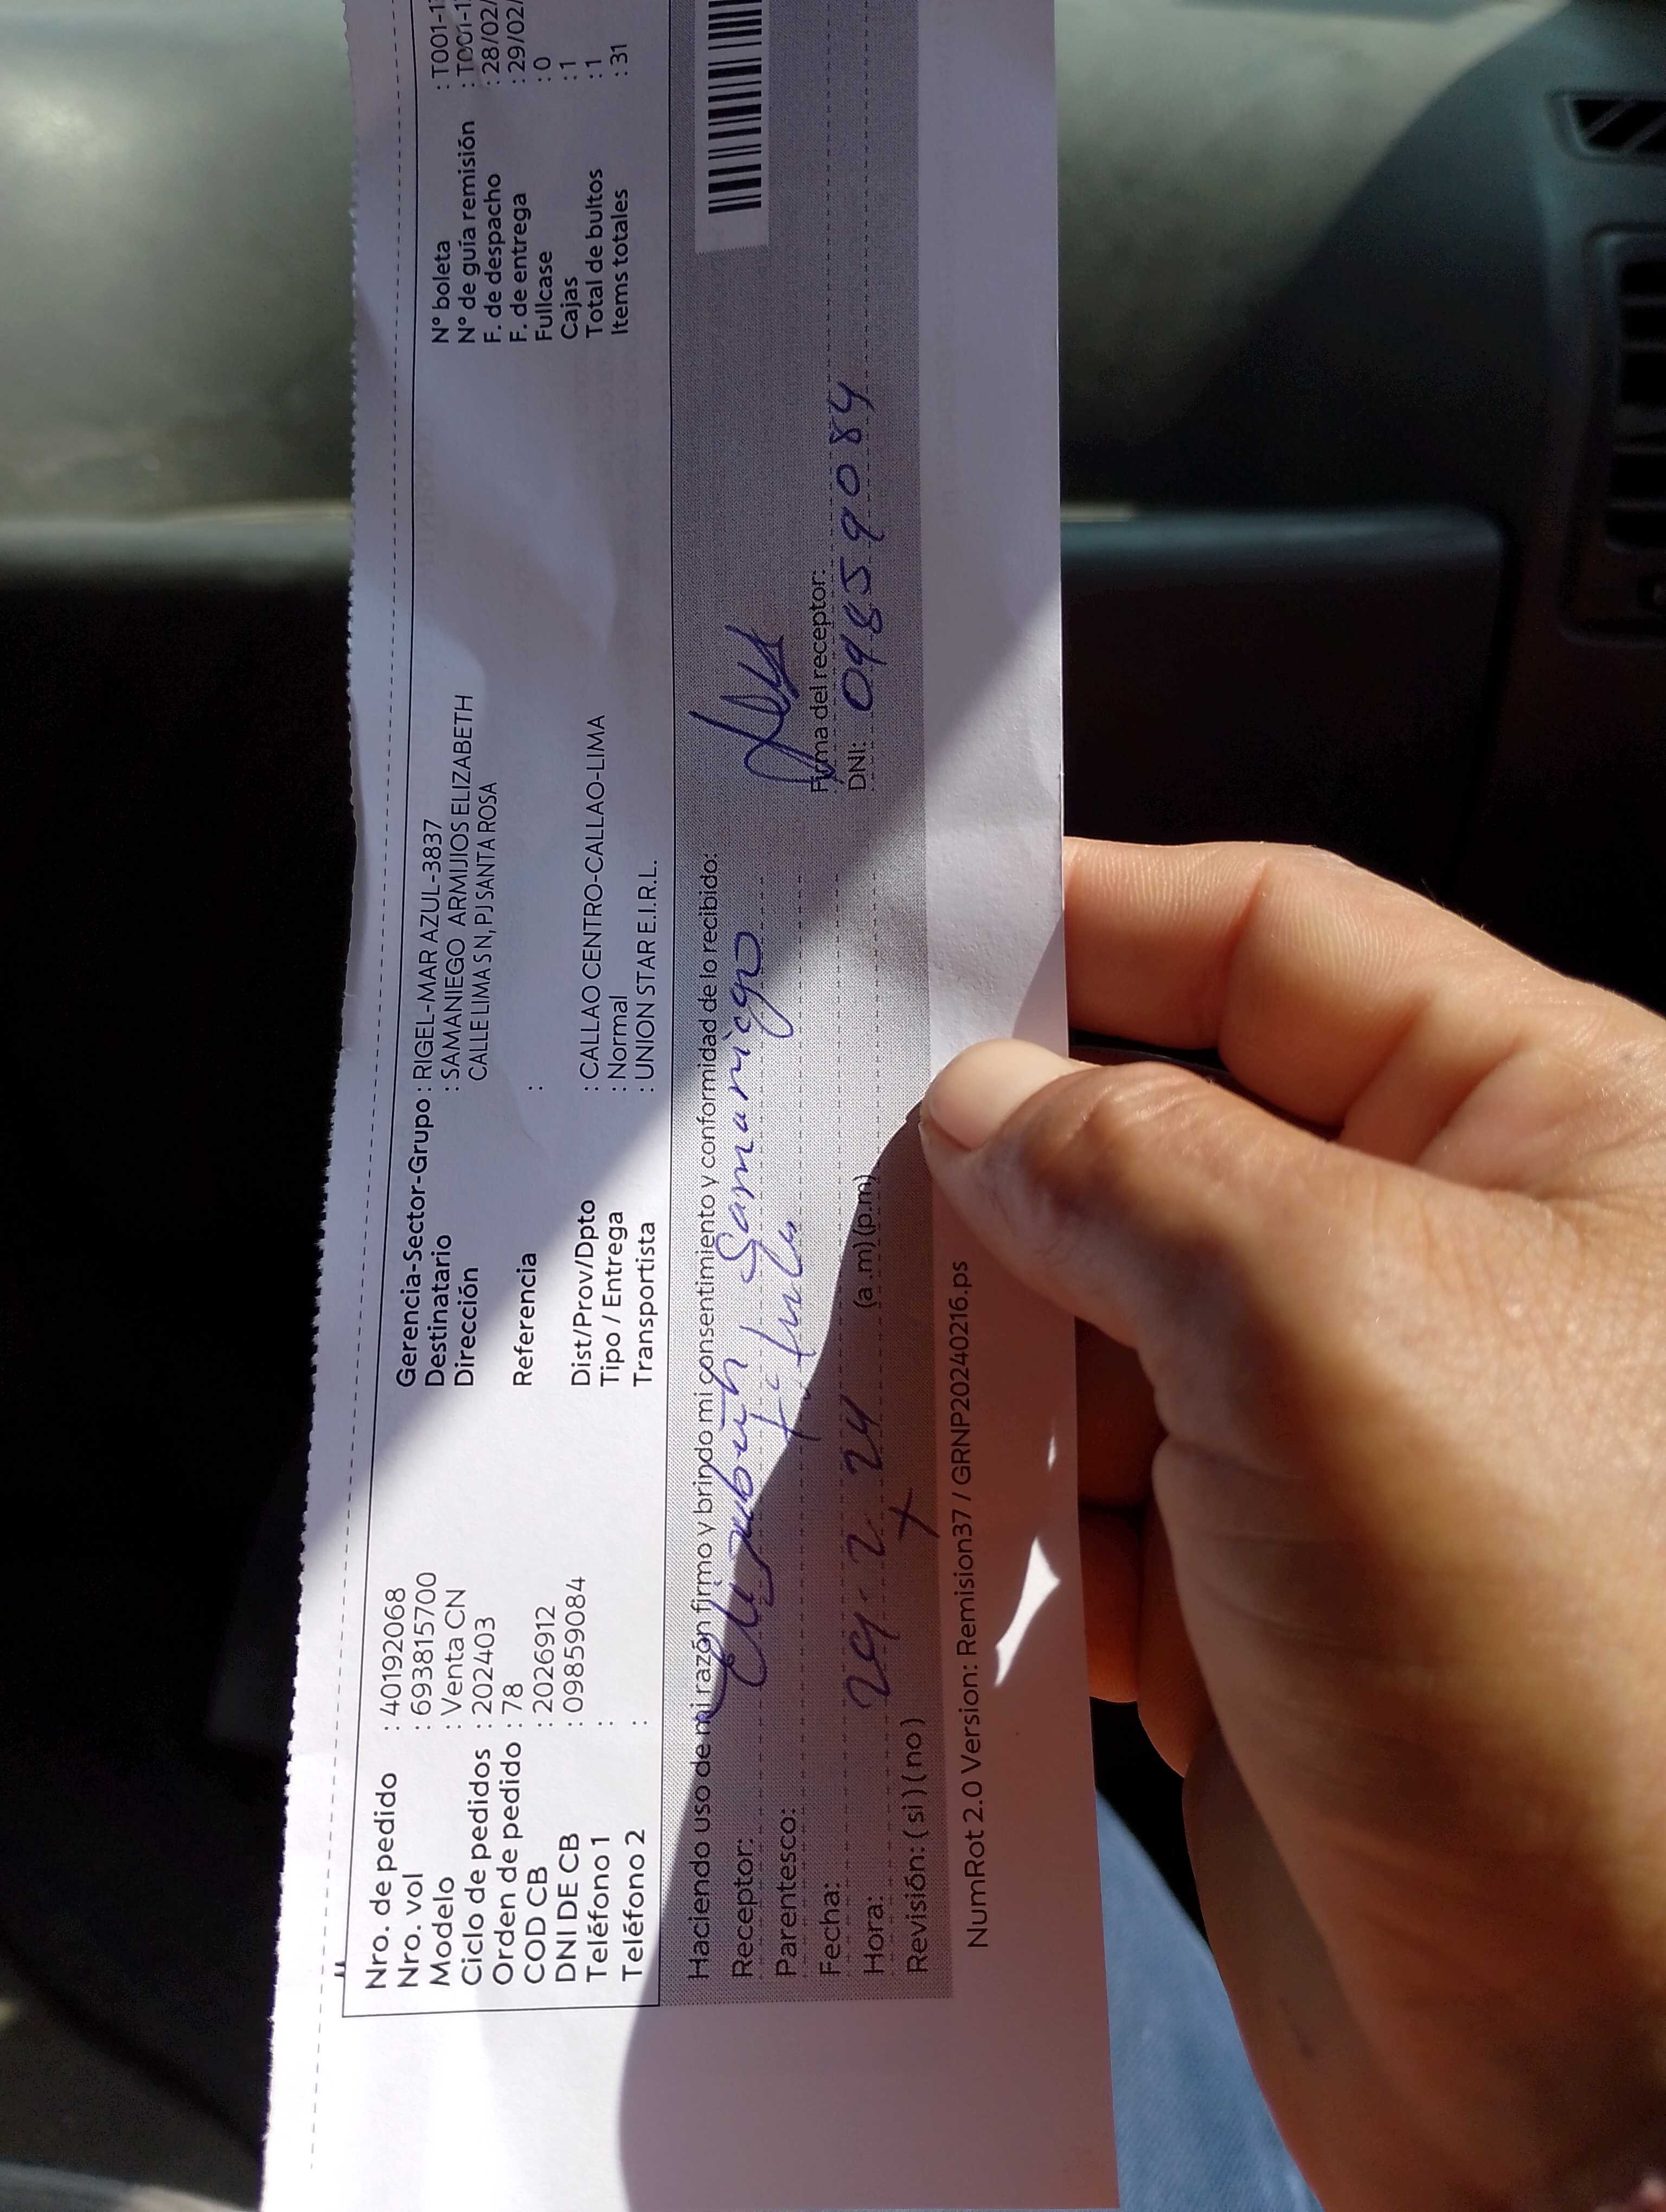 Nro. de pedido : 40192068
Nro. vol : 693815700
Modelo : Venta CN
Ciclo de pedidos : 202403
Orden de pedido : 78
COD CB : 2026912
DNI DE CB : 09859084
Teléfono 1 :
Teléfono 2 :
Gerencia-Sector-Grupo : RIGEL-MAR AZUL-3837
Destinatario : SAMANIEGO ARMIJIOS ELIZABETH
Dirección CALLE LIMA S N, PJ SANTA ROSA
Referencia :
Dist/Prov/Dpto : CALLAO CENTRO-CALLAO-LIMA
Tipo / Entrega : Normal
Transportista : UNION STAR E.I.R.L.
N° boleta : T001-1
N° de guía remisión : T001-1
F. de despacho : 28/02/
F. de entrega : 29/02/
Fullcase : 0
Cajas : 1
Total de bultos : 1
Items totales : 31
Haciendo uso de mi razón firmo y brindo mi consentimiento y conformidad de lo recibido:
Receptor: Elizabeth Samaniego
Parentesco: titular
Fecha: 29-2-24
Hora: (a.m)(p.m)
Revisión: (si)(no) X
Firma del receptor:
DNI: 09859084
NumRot 2.0 Version: Remision37 / GRNP20240216.ps